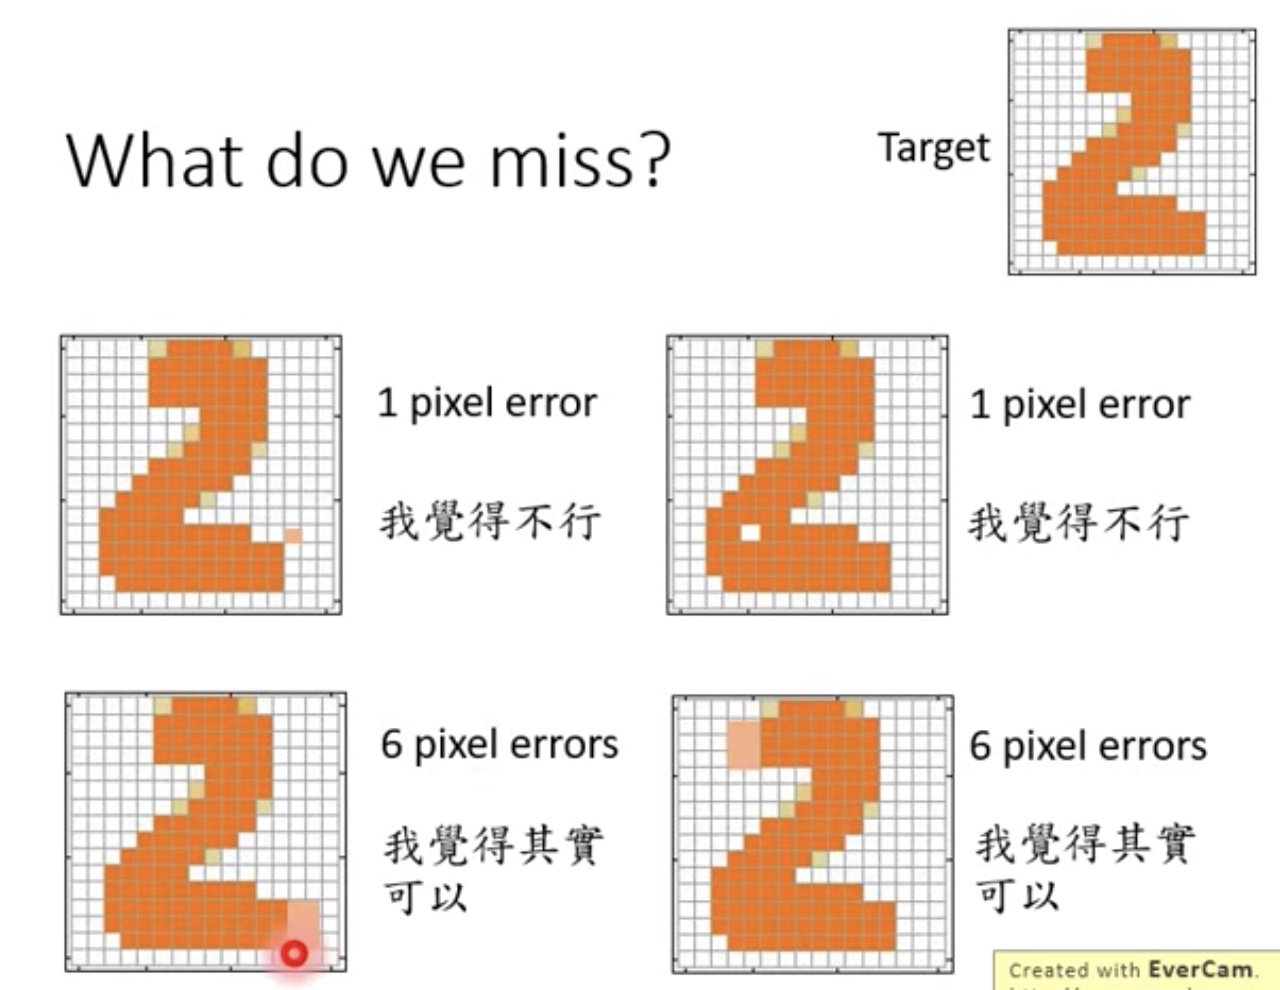 What do we miss?
Target
1 pixel error
我覺得不行
1 pixel error
我覺得不行
6 pixel errors
我覺得其實
可以
6 pixel errors
我覺得其實
可以
Created with EverCam.